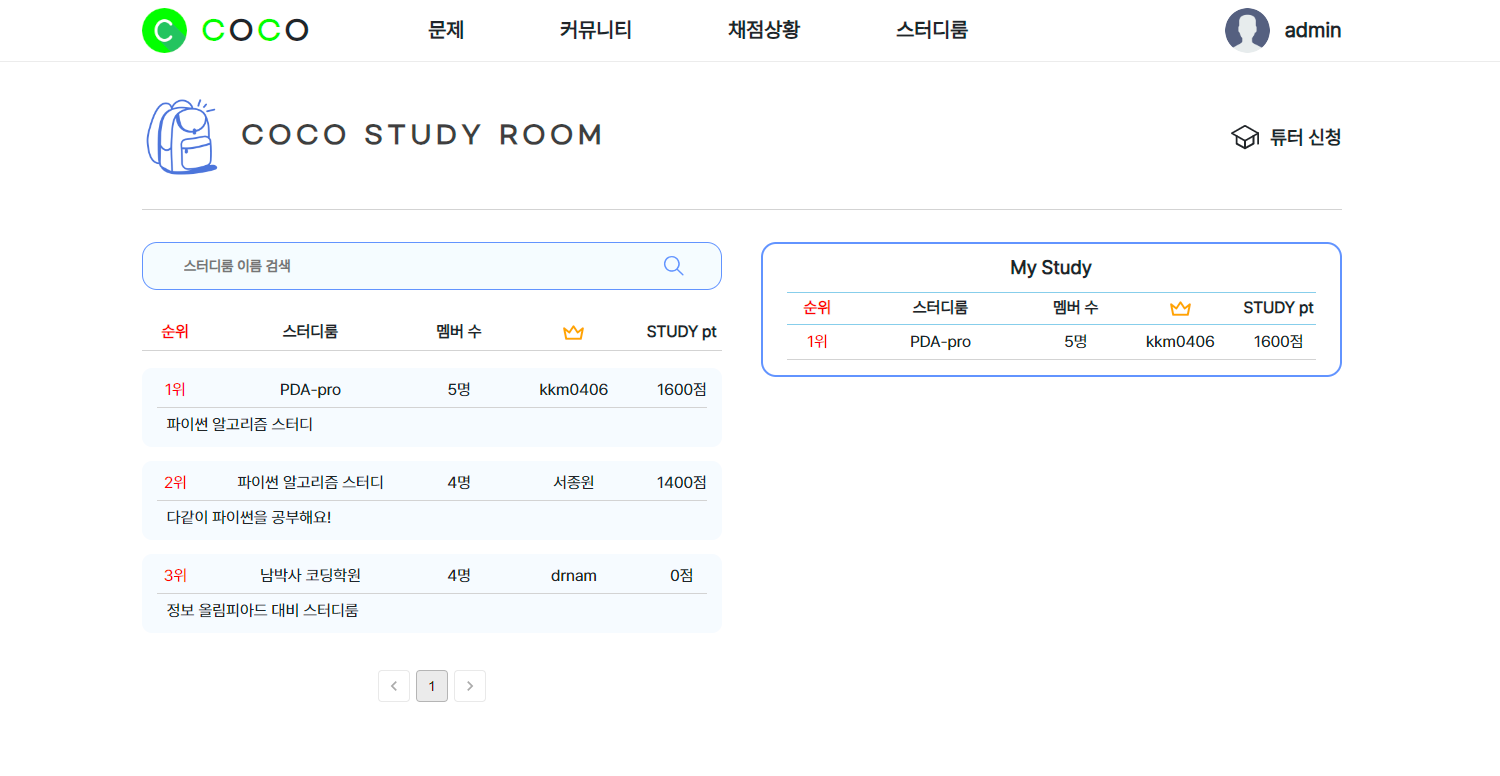 C COCO 문제 커뮤니티 채점상황 스터디룸 admin
COCO STUDY ROOM 튜터 신청
스터디룸 이름 검색
순위 스터디룸 멤버 수 STUDY pt
1위 PDA-pro 5명 kkm0406 1600점
파이썬 알고리즘 스터디
2위 파이썬 알고리즘 스터디 4명 서종원 1400점
다같이 파이썬을 공부해요!
3위 남박사 코딩학원 4명 drnam 0점
정보 올림피아드 대비 스터디룸
< 1 >
My Study
순위 스터디룸 멤버 수 STUDY pt
1위 PDA-pro 5명 kkm0406 1600점